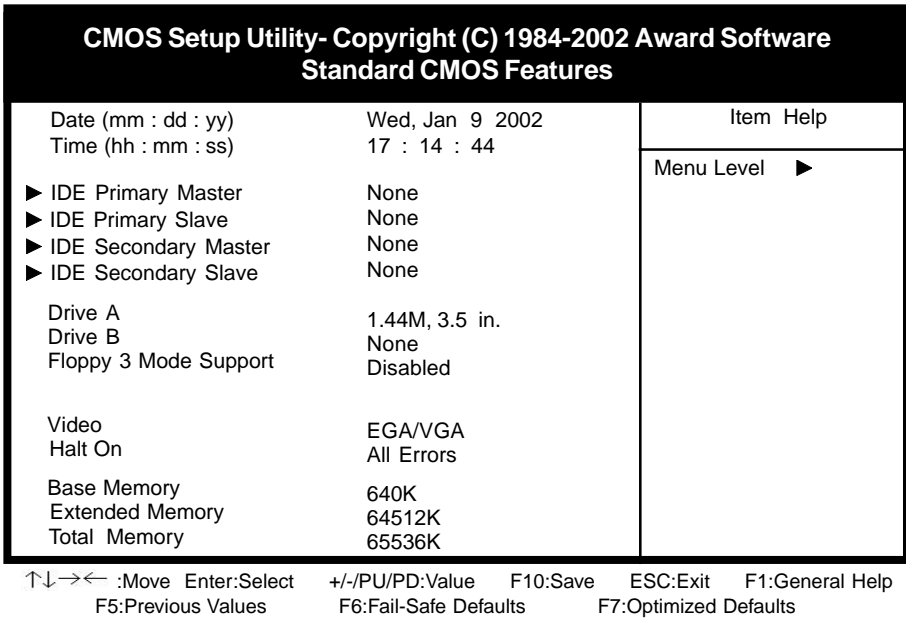 CMOS Setup Utility- Copyright (C) 1984-2002 Award Software
Standard CMOS Features
Date (mm : dd : yy) Wed, Jan 9 2002
Time (hh : mm : ss) 17 : 14 : 44
Item Help
Menu Level ▶
▶ IDE Primary Master None
▶ IDE Primary Slave None
▶ IDE Secondary Master None
▶ IDE Secondary Slave None
Drive A 1.44M, 3.5 in.
Drive B None
Floppy 3 Mode Support Disabled
Video EGA/VGA
Halt On All Errors
Base Memory 640K
Extended Memory 64512K
Total Memory 65536K
↑↓→← :Move Enter:Select +/-/PU/PD:Value F10:Save ESC:Exit F1:General Help
F5:Previous Values F6:Fail-Safe Defaults F7:Optimized Defaults